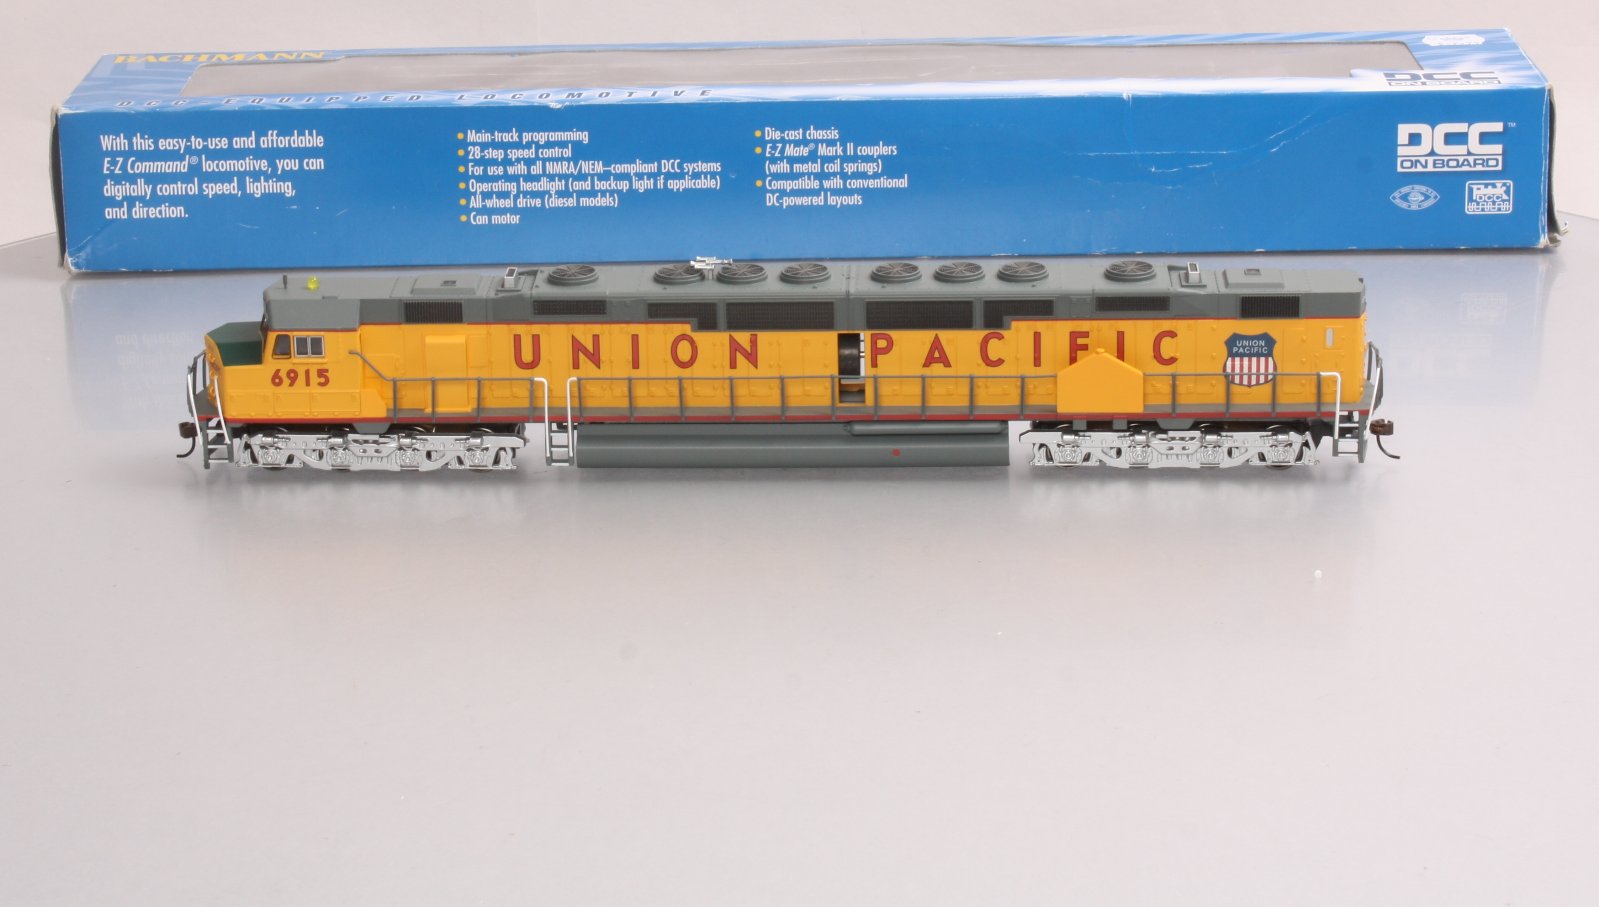 BACHMANN
DCC EQUIPPED LOCOMOTIVE
DCC
ON BOARD
With this easy-to-use and affordable
E-Z Command® locomotive, you can
digitally control speed, lighting,
and direction.
• Main-track programming
• 28-step speed control
• For use with all NMRA/NEM–compliant DCC systems
• Operating headlight (and backup light if applicable)
• All-wheel drive (diesel models)
• Can motor
• Die-cast chassis
• E-Z Mate® Mark II couplers
(with metal coil springs)
• Compatible with conventional
DC-powered layouts
DCC™
ON BOARD
DCC
UNION PACIFIC
6915
UNION
PACIFIC